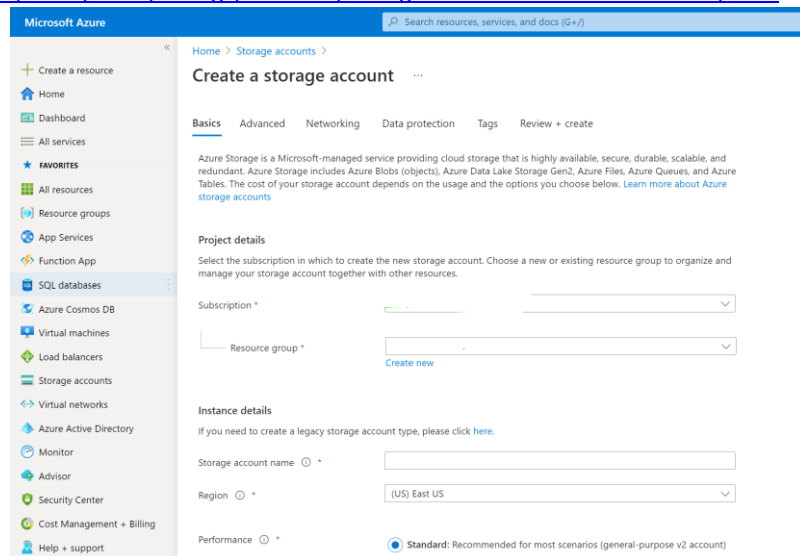 Microsoft Azure
Search resources, services, and docs (G+/)
«
Create a resource
Home
Dashboard
All services
FAVORITES
All resources
Resource groups
App Services
Function App
SQL databases
Azure Cosmos DB
Virtual machines
Load balancers
Storage accounts
Virtual networks
Azure Active Directory
Monitor
Advisor
Security Center
Cost Management + Billing
Help + support
Home > Storage accounts >
Create a storage account ...
Basics Advanced Networking Data protection Tags Review + create
Azure Storage is a Microsoft-managed service providing cloud storage that is highly available, secure, durable, scalable, and
redundant. Azure Storage includes Azure Blobs (objects), Azure Data Lake Storage Gen2, Azure Files, Azure Queues, and Azure
Tables. The cost of your storage account depends on the usage and the options you choose below. Learn more about Azure
storage accounts
Project details
Select the subscription in which to create the new storage account. Choose a new or existing resource group to organize and
manage your storage account together with other resources.
Subscription *
Resource group *
Create new
Instance details
If you need to create a legacy storage account type, please click here.
Storage account name *
Region *
(US) East US
Performance *
Standard: Recommended for most scenarios (general-purpose v2 account)